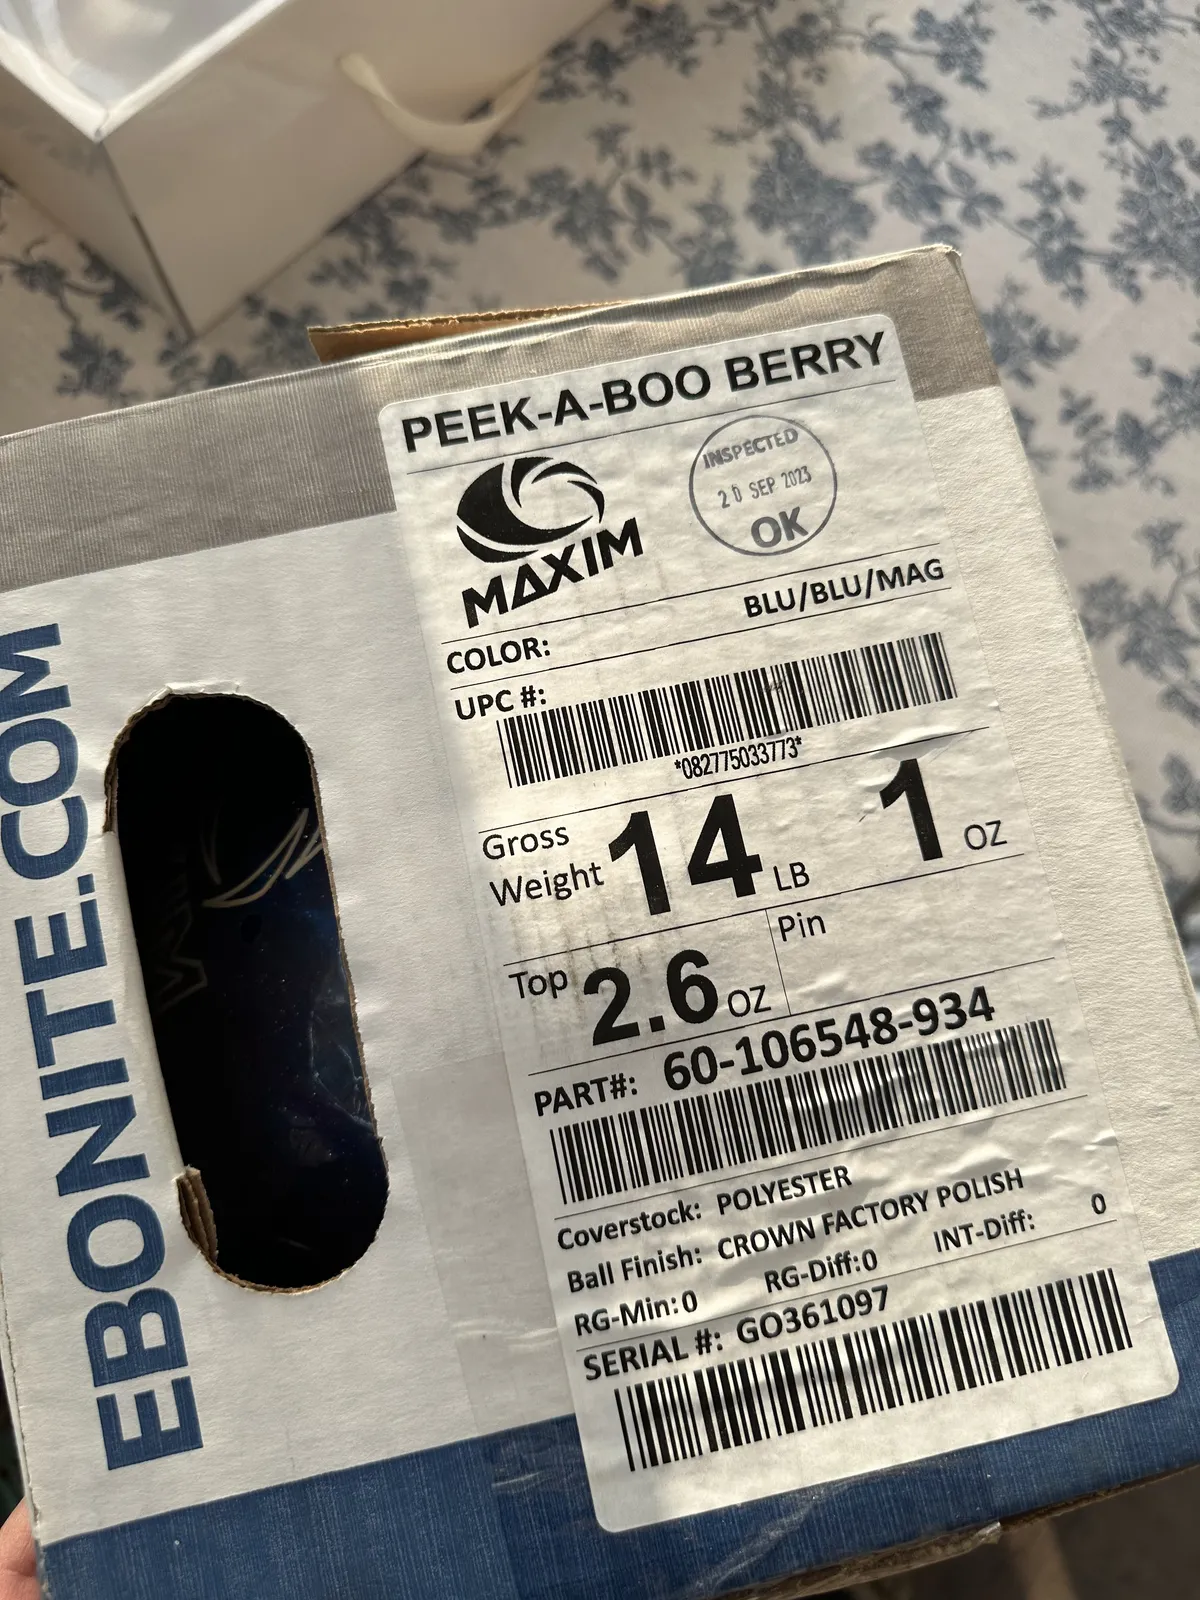 PEEK-A-BOO BERRY
MAXIM
INSPECTED
20 SEP 2023
OK
COLOR: BLU/BLU/MAG
UPC #:
*082775033773*
Gross Weight 14 LB 1 OZ
Top 2.6 OZ Pin
PART#: 60-106548-934
Coverstock: POLYESTER
Ball Finish: CROWN FACTORY POLISH
RG-Min: 0 RG-Diff:0 INT-Diff: 0
SERIAL #: GO361097
EBONITE.COM